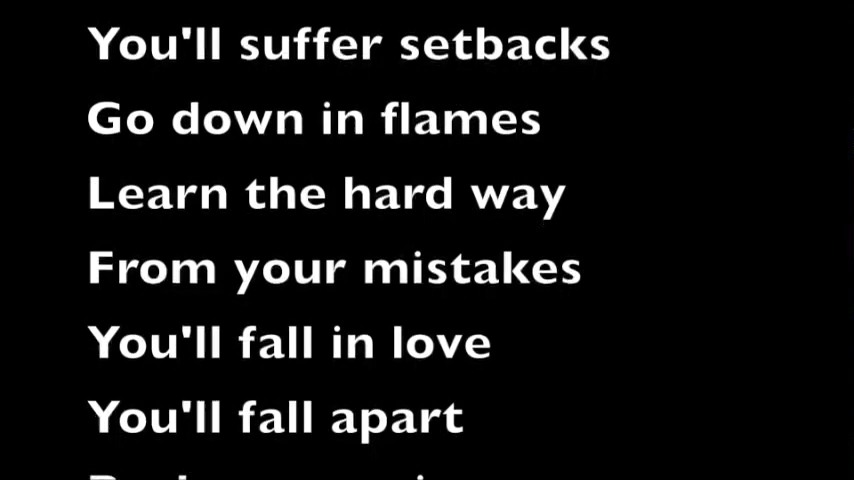 You'll suffer setbacks
Go down in flames
Learn the hard way
From your mistakes
You'll fall in love
You'll fall apart